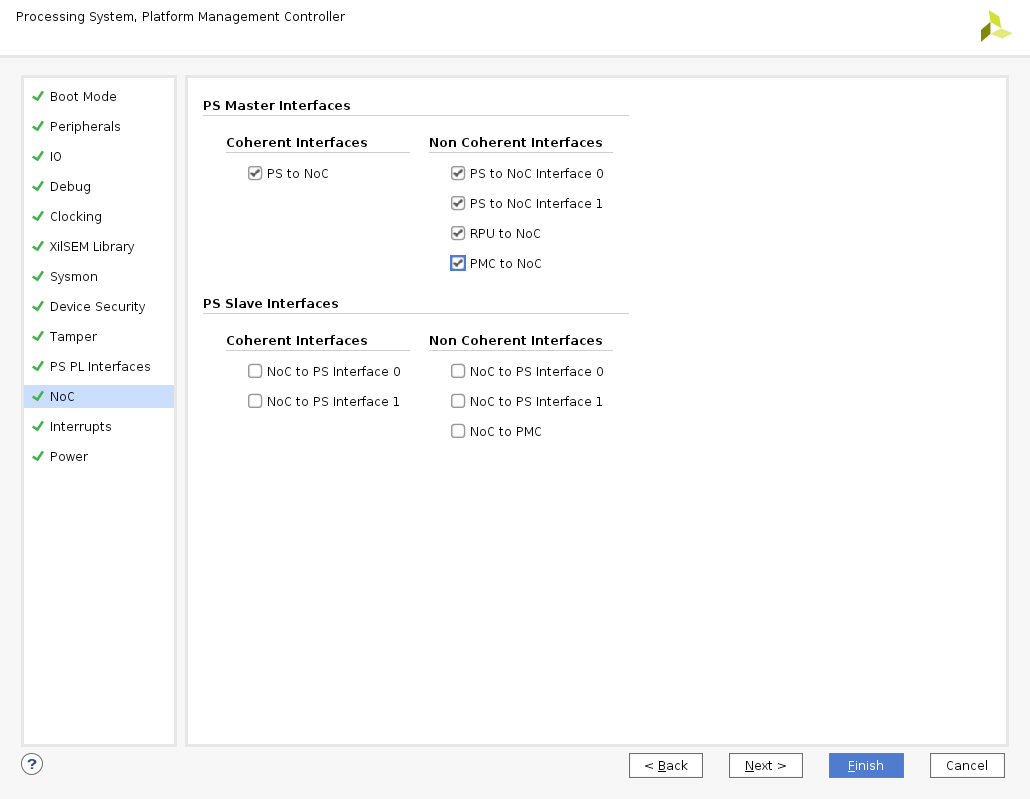 Processing System, Platform Management Controller
Boot Mode
Peripherals
IO
Debug
Clocking
XilSEM Library
Sysmon
Device Security
Tamper
PS PL Interfaces
NoC
Interrupts
Power
PS Master Interfaces
Coherent Interfaces
PS to NoC
Non Coherent Interfaces
PS to NoC Interface 0
PS to NoC Interface 1
RPU to NoC
PMC to NoC
PS Slave Interfaces
Coherent Interfaces
NoC to PS Interface 0
NoC to PS Interface 1
Non Coherent Interfaces
NoC to PS Interface 0
NoC to PS Interface 1
NoC to PMC
?
< Back
Next >
Finish
Cancel